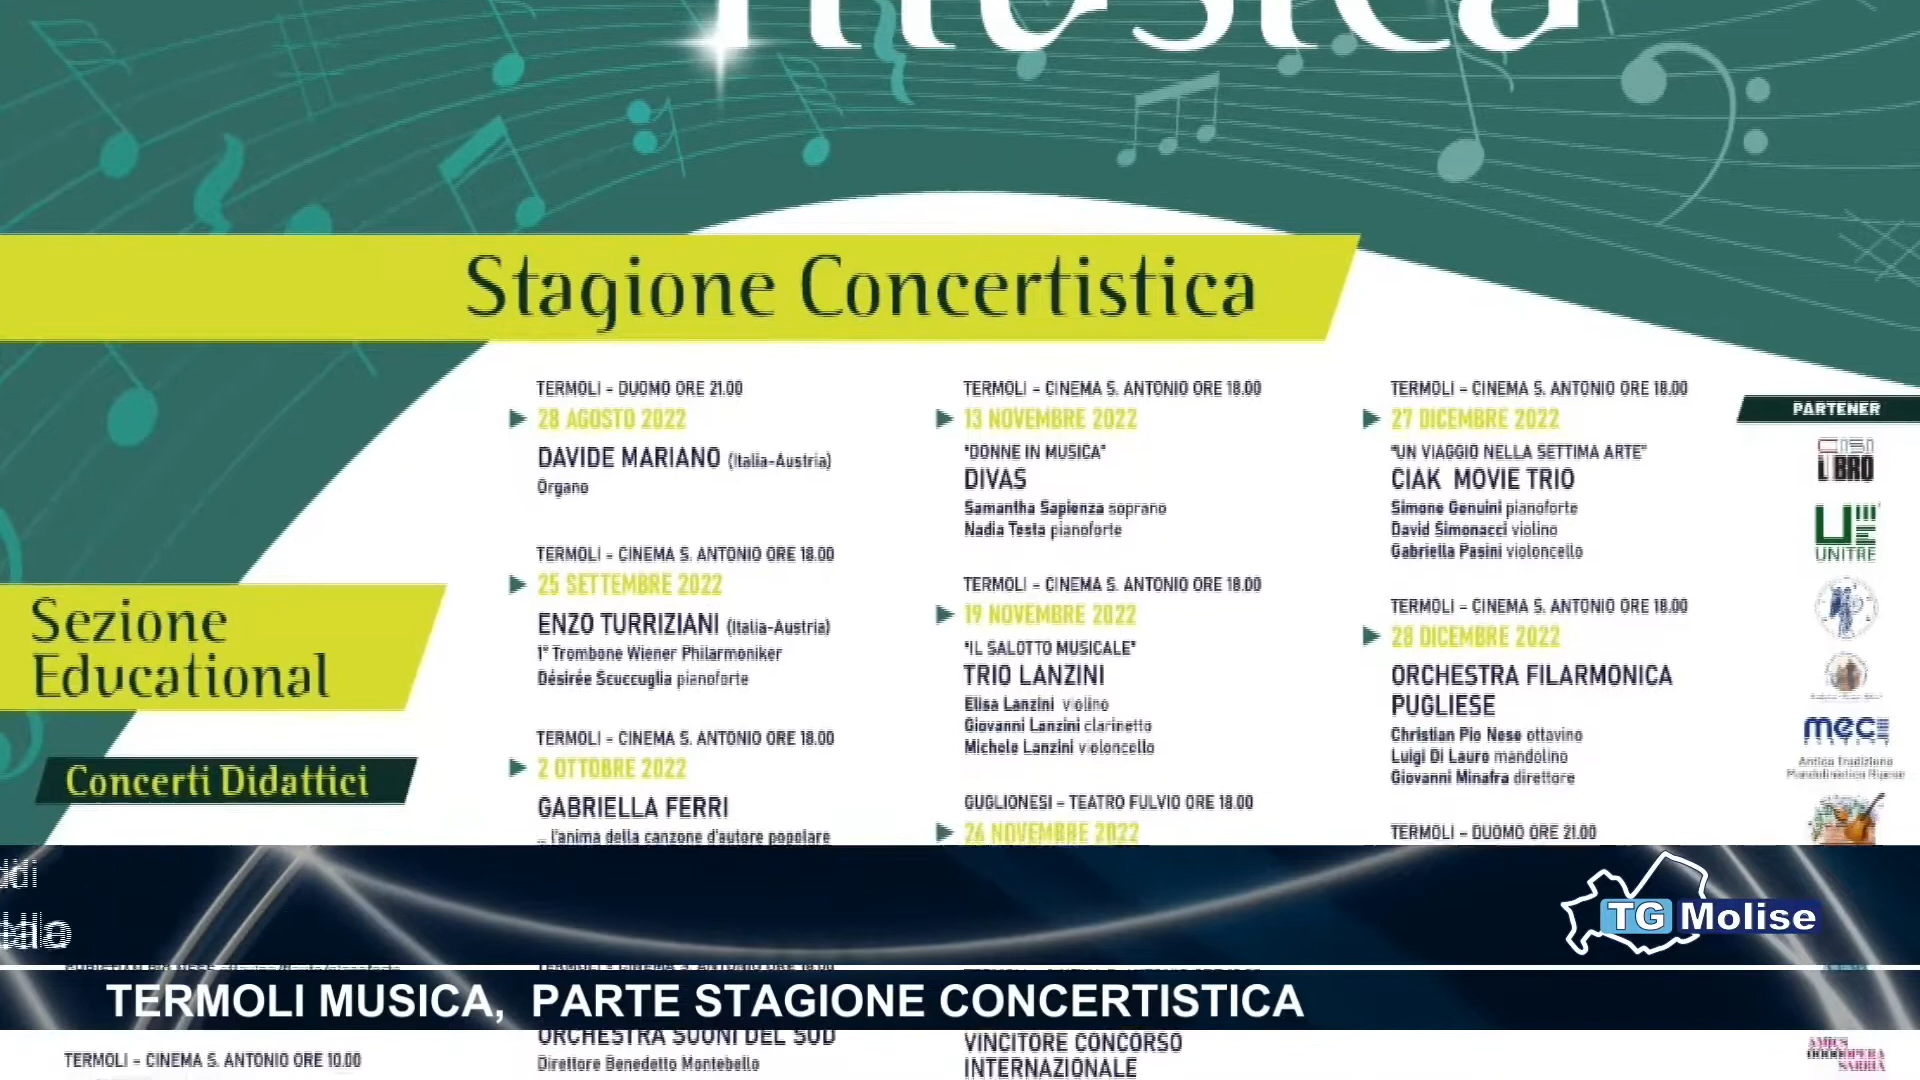 musica
Stagione Concertistica
TERMOLI – DUOMO ORE 21.00
28 AGOSTO 2022
DAVIDE MARIANO (Italia-Austria)
Organo
TERMOLI – CINEMA S. ANTONIO ORE 18.00
25 SETTEMBRE 2022
ENZO TURRIZIANI (Italia-Austria)
1° Trombone Wiener Philarmoniker
Désirée Scuccuglia pianoforte
TERMOLI – CINEMA S. ANTONIO ORE 18.00
2 OTTOBRE 2022
GABRIELLA FERRI
... l'anima della canzone d'autore popolare
ORCHESTRA SUONI DEL SUD
Direttore Benedetto Montebello
TERMOLI – CINEMA S. ANTONIO ORE 18.00
13 NOVEMBRE 2022
"DONNE IN MUSICA"
DIVAS
Samantha Sapienza soprano
Nadia Testa pianoforte
TERMOLI – CINEMA S. ANTONIO ORE 18.00
19 NOVEMBRE 2022
"IL SALOTTO MUSICALE"
TRIO LANZINI
Elisa Lanzini violino
Giovanni Lanzini clarinetto
Michele Lanzini violoncello
GUGLIONESI – TEATRO FULVIO ORE 18.00
26 NOVEMBRE 2022
VINCITORE CONCORSO
INTERNAZIONALE
TERMOLI – CINEMA S. ANTONIO ORE 18.00
27 DICEMBRE 2022
"UN VIAGGIO NELLA SETTIMA ARTE"
CIAK MOVIE TRIO
Simone Genuini pianoforte
David Simonacci violino
Gabriella Pasini violoncello
TERMOLI – CINEMA S. ANTONIO ORE 18.00
28 DICEMBRE 2022
ORCHESTRA FILARMONICA
PUGLIESE
Christian Pio Nese ottavino
Luigi Di Lauro mandolino
Giovanni Minafra direttore
TERMOLI – DUOMO ORE 21.00
PARTENER
UNITRE
Antica Tradizione
Sezione
Educational
Concerti Didattici
TERMOLI – CINEMA S. ANTONIO ORE 10.00
TG Molise
TERMOLI MUSICA, PARTE STAGIONE CONCERTISTICA